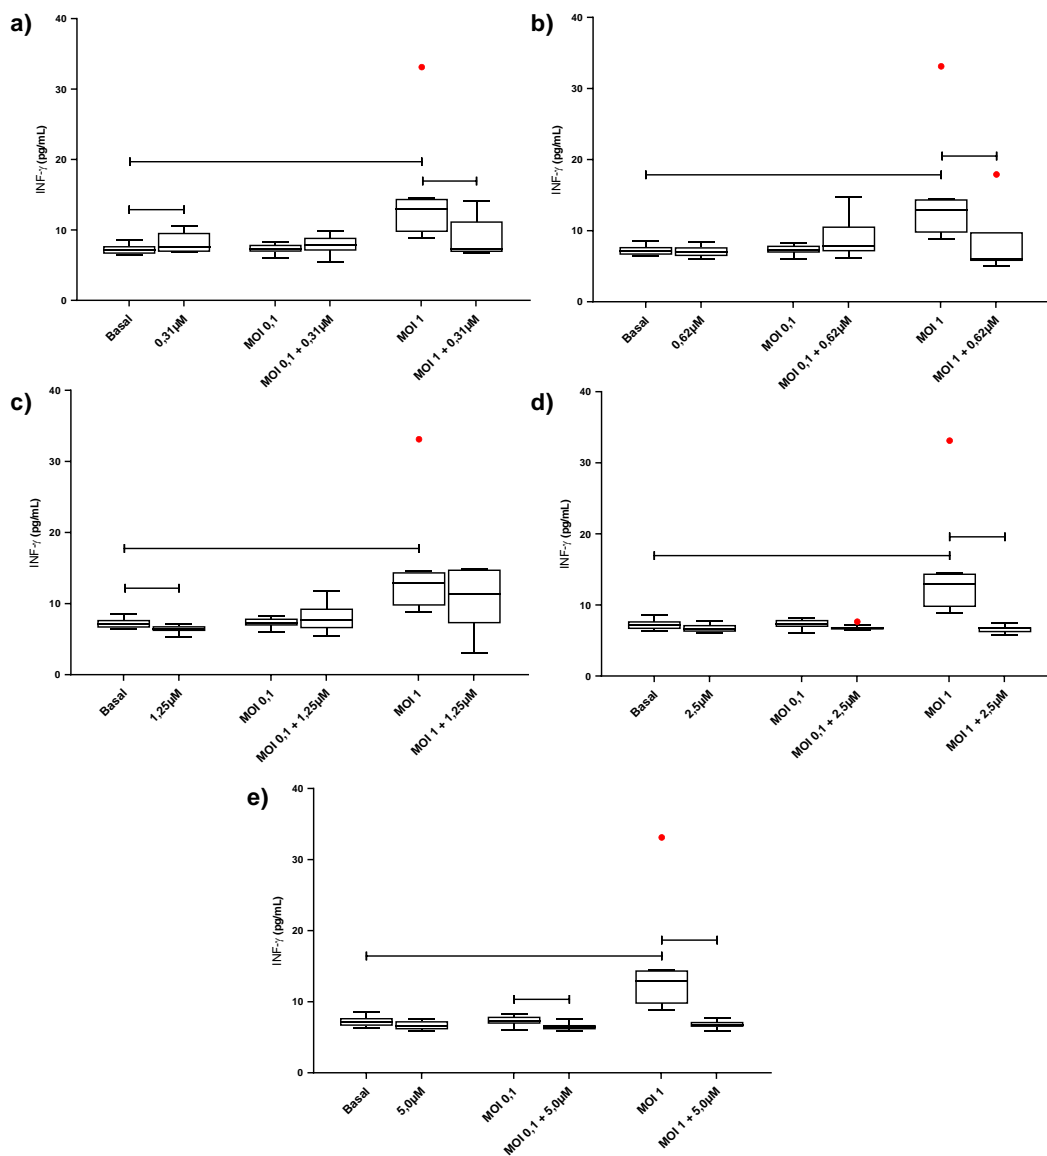 a)
INF-γ (pg/mL)
40
30
20
10
0
Basal
0,31µM
MOI 0,1
MOI 0,1 + 0,31µM
MOI 1
MOI 1 + 0,31µM
b)
INF-γ (pg/mL)
40
30
20
10
0
Basal
0,62µM
MOI 0,1
MOI 0,1 + 0,62µM
MOI 1
MOI 1 + 0,62µM
c)
INF-γ (pg/mL)
40
30
20
10
0
Basal
1,25µM
MOI 0,1
MOI 0,1 + 1,25µM
MOI 1
MOI 1 + 1,25µM
d)
INF-γ (pg/mL)
40
30
20
10
0
Basal
2,5µM
MOI 0,1
MOI 0,1 + 2,5µM
MOI 1
MOI 1 + 2,5µM
e)
INF-γ (pg/mL)
40
30
20
10
0
Basal
5,0µM
MOI 0,1
MOI 0,1 + 5,0µM
MOI 1
MOI 1 + 5,0µM